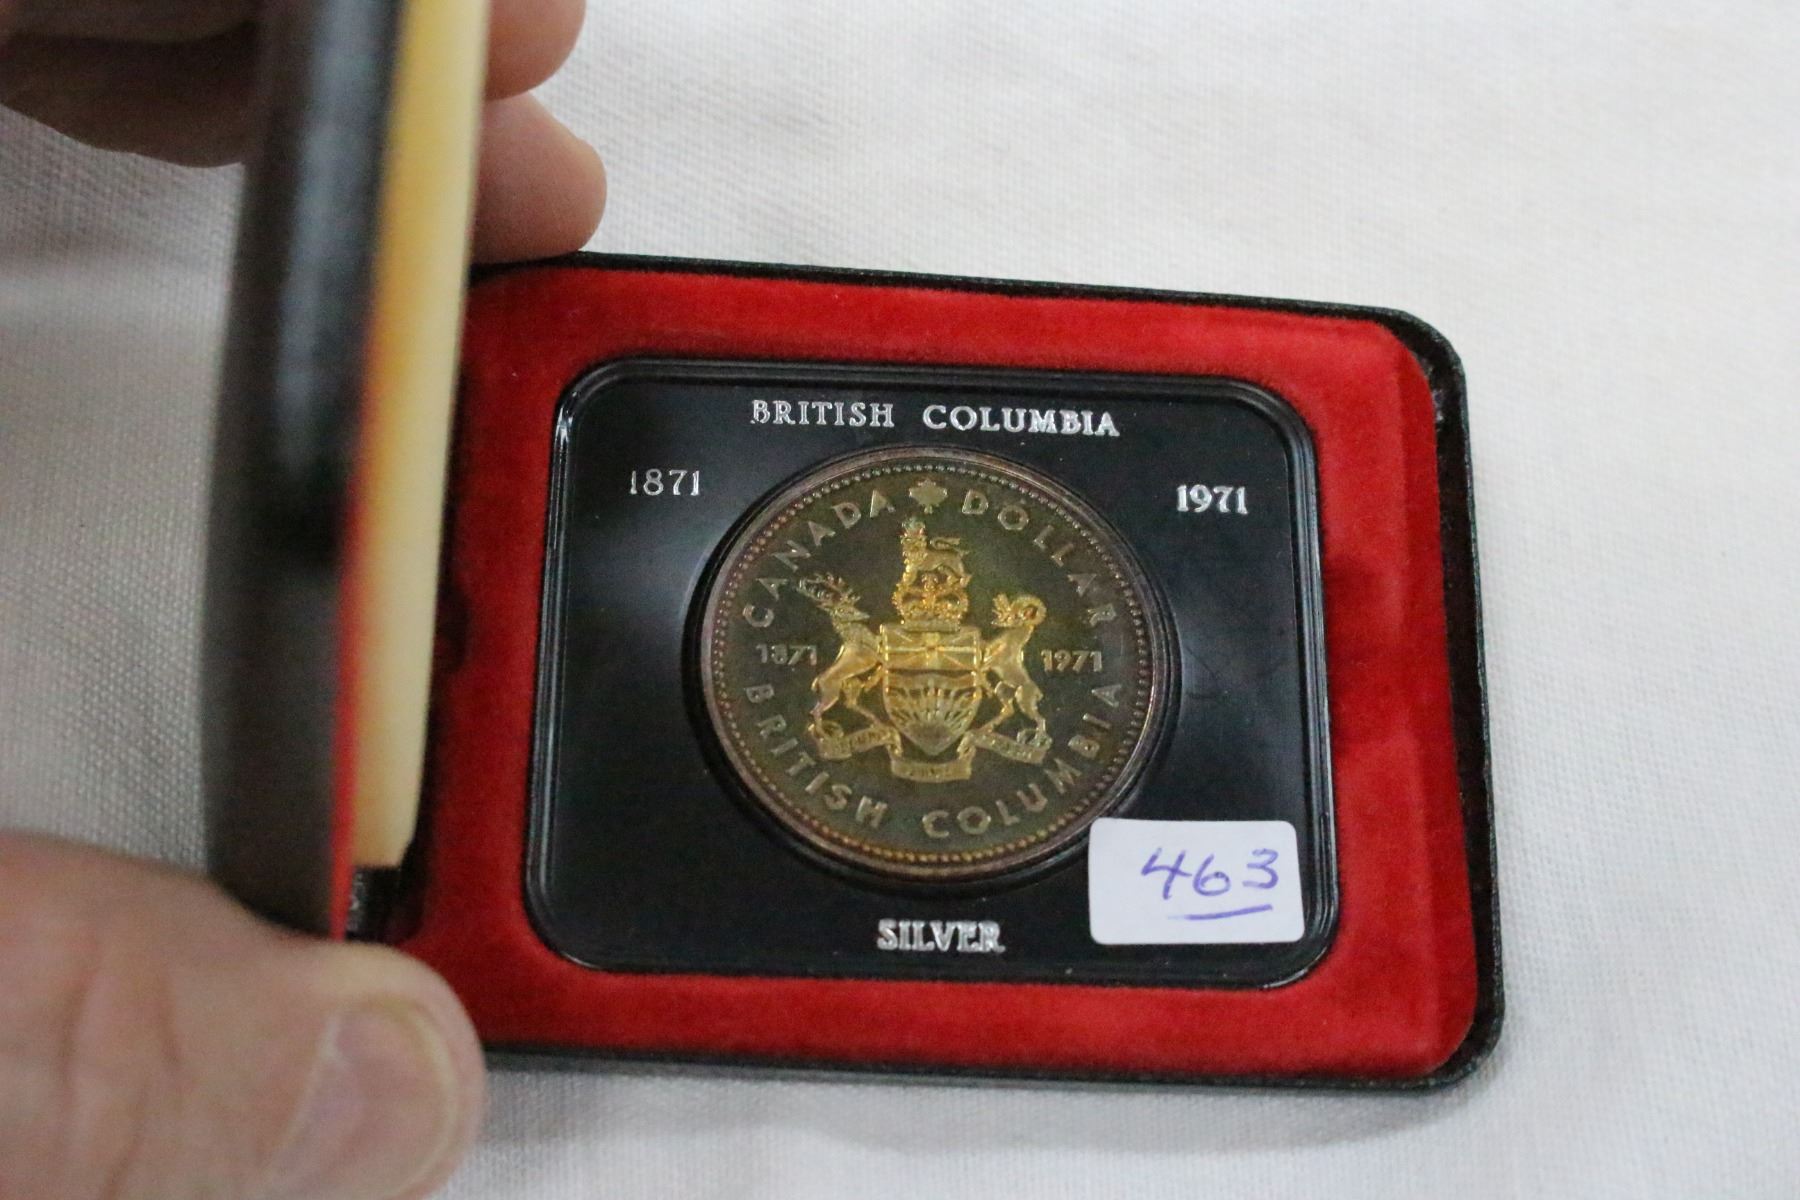 BRITISH COLUMBIA
1871 1971
CANADA DOLLAR
1871 1971
BRITISH COLUMBIA
463
SILVER